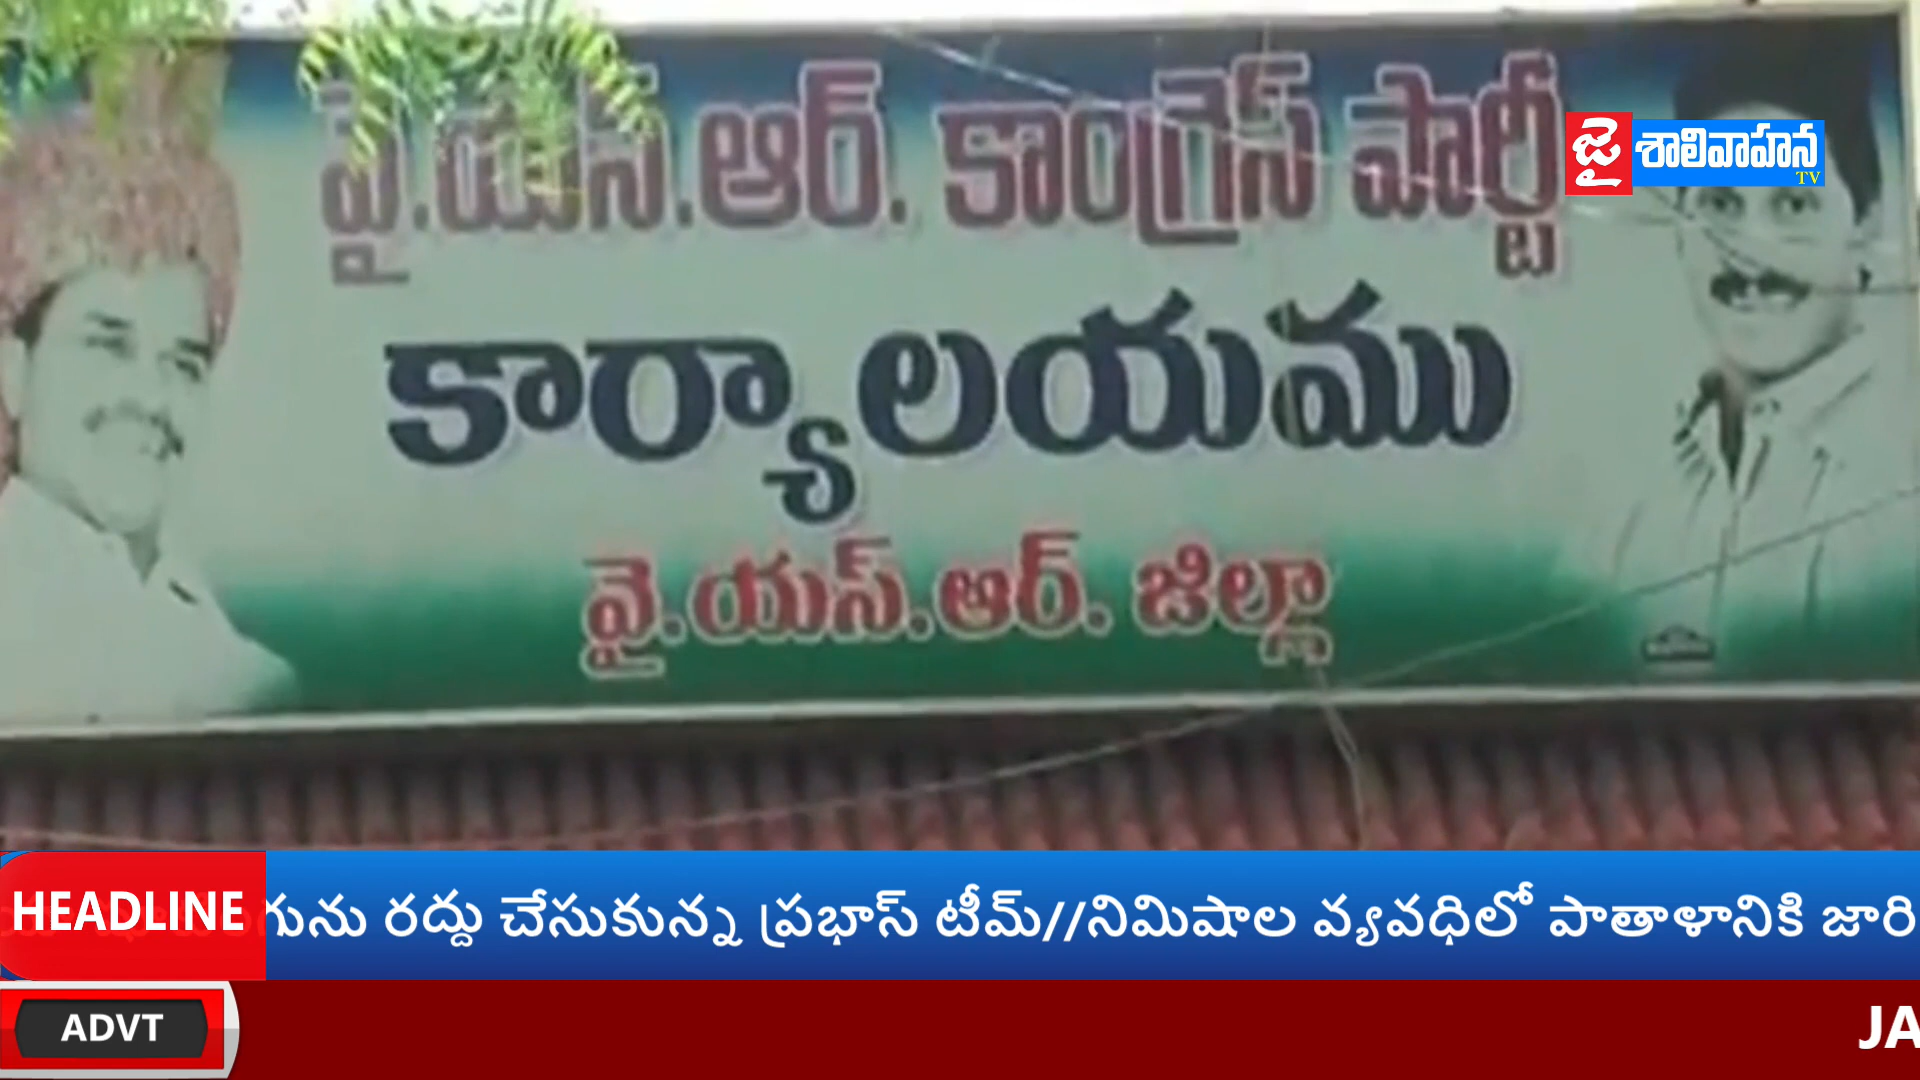 వై.యస్.ఆర్. కాంగ్రెస్ పార్టీ
జై శాలివాహన
TV
కార్యాలయము
వై.యస్.ఆర్. జిల్లా
HEADLINE
గును రద్దు చేసుకున్న ప్రభాస్ టీమ్//నిమిషాల వ్యవధిలో పాతాళానికి జారి
ADVT
JA